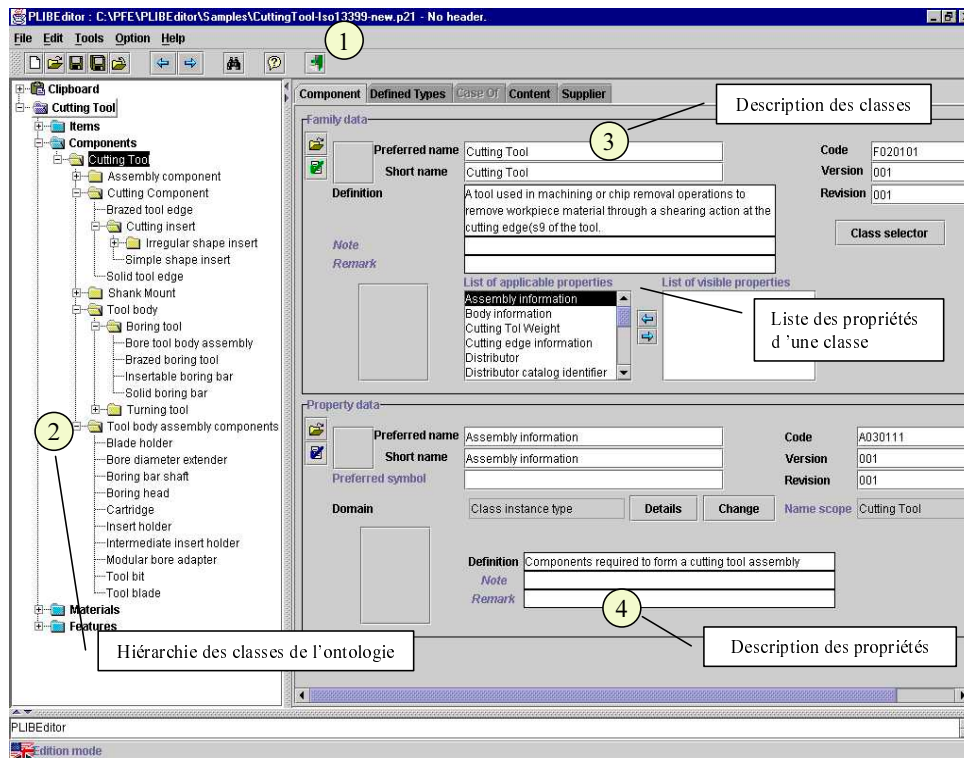 PLIBEditor : C:\PFE\PLIBEditor\Samples\CuttingTool-Iso13399-new.p21 - No header.
File Edit Tools Option Help
1
Clipboard
Cutting Tool
Items
Components
Cutting Tool
Assembly component
Cutting Component
Brazed tool edge
Cutting insert
Irregular shape insert
Simple shape insert
Solid tool edge
Shank Mount
Tool body
Boring tool
Bore tool body assembly
Brazed boring tool
Insertable boring bar
Solid boring bar
Turning tool
Tool body assembly components
2
Blade holder
Bore diameter extender
Boring bar shaft
Boring head
Cartridge
Insert holder
Intermediate insert holder
Modular bore adapter
Tool bit
Tool blade
Materials
Features
Hiérarchie des classes de l'ontologie
Component Defined Types Case Of Content Supplier
Description des classes
Family data
3
Preferred name Cutting Tool Code F020101
Short name Cutting Tool Version 001
Definition A tool used in machining or chip removal operations to Revision 001
remove workpiece material through a shearing action at the
cutting edge(s9 of the tool.
Class selector
Note
Remark
List of applicable properties List of visible properties
Assembly information
Body information
Cutting Tol Weight
Cutting edge information
Distributor
Distributor catalog identifier
Liste des propriétés
d 'une classe
Property data
Preferred name Assembly information Code A030111
Short name Assembly information Version 001
Preferred symbol Revision 001
Domain Class instance type Details Change Name scope Cutting Tool
Definition Components required to form a cutting tool assembly
Note
Remark
4
Description des propriétés
PLIBEditor
Edition mode